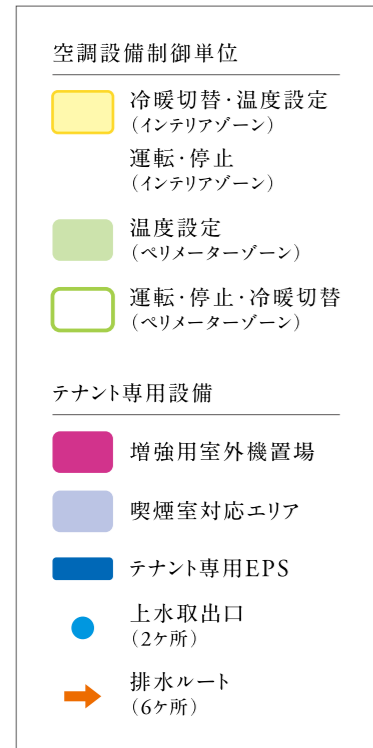 空調設備制御単位
冷暖切替・温度設定
（インテリアゾーン）
運転・停止
（インテリアゾーン）
温度設定
（ペリメーターゾーン）
運転・停止・冷暖切替
（ペリメーターゾーン）
テナント専用設備
増強用室外機置場
喫煙室対応エリア
テナント専用EPS
上水取出口
（2ケ所）
排水ルート
（6ケ所）